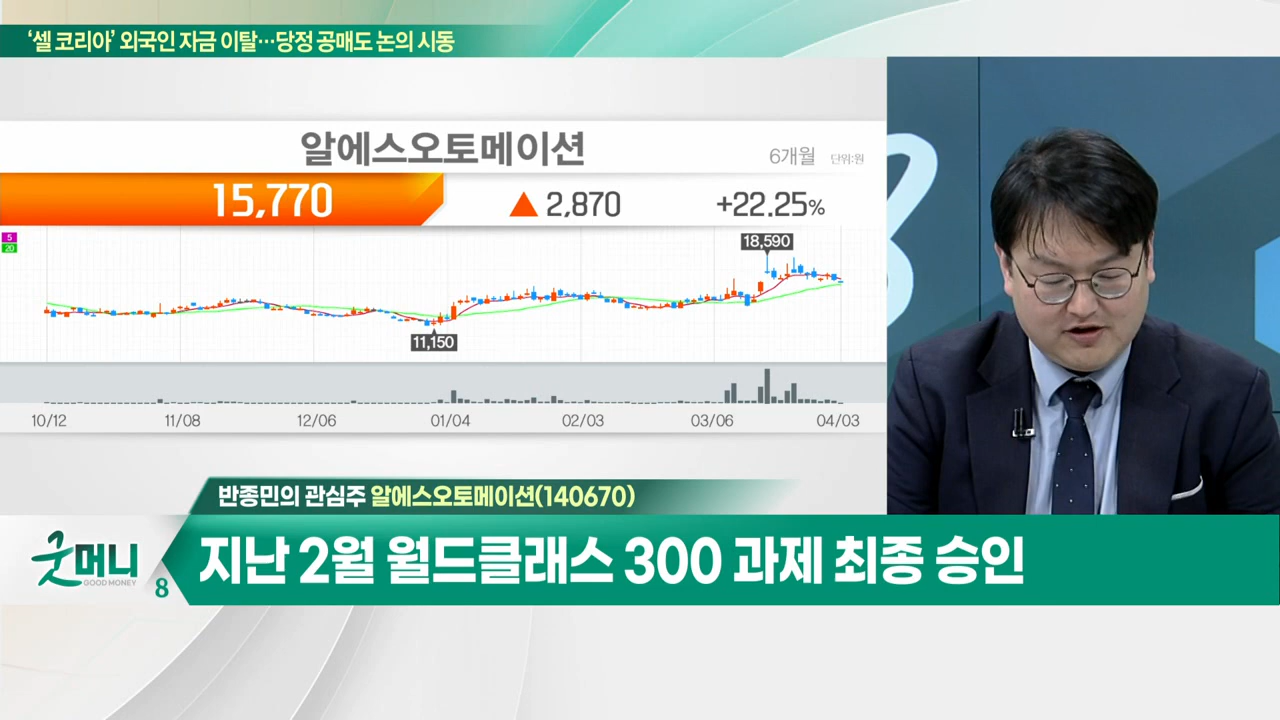 ‘셀 코리아’ 외국인 자금 이탈…당정 공매도 논의 시동
알에스오토메이션
6개월 단위:원
15,770 ▲ 2,870 +22.25%
5
20
18,590
11,150
10/12 11/08 12/06 01/04 02/03 03/06 04/03
반종민의 관심주 알에스오토메이션(140670)
굿머니
GOOD MONEY
8
지난 2월 월드클래스 300 과제 최종 승인